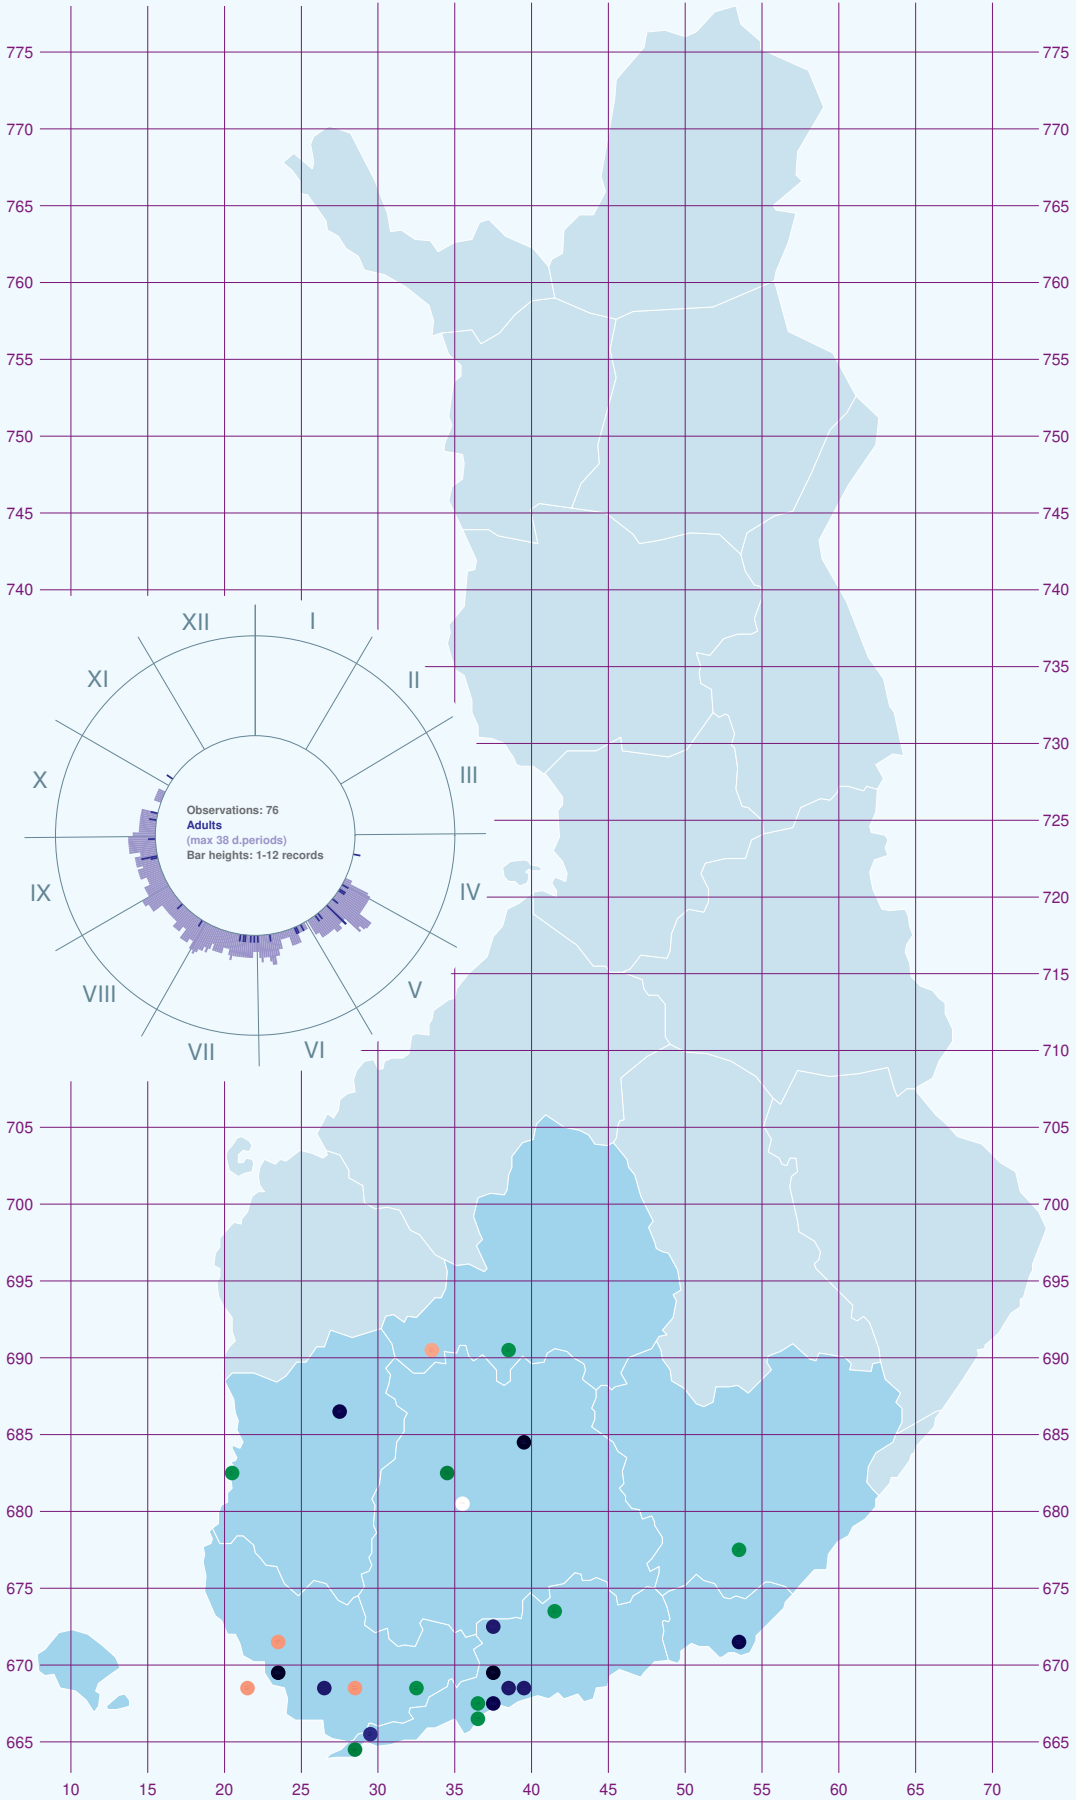 775 775
770 770
765 765
760 760
755 755
750 750
745 745
740 740
XII I
735
XI II
730
X III
Observations: 76
Adults
725
(max 38 d.periods)
Bar heights: 1-12 records
IX IV
720
715
VIII V
VII VI
710
705 705
700 700
695 695
690 690
685 685
680 680
675 675
670 670
665 665
10 15 20 25 30 35 40 45 50 55 60 65 70